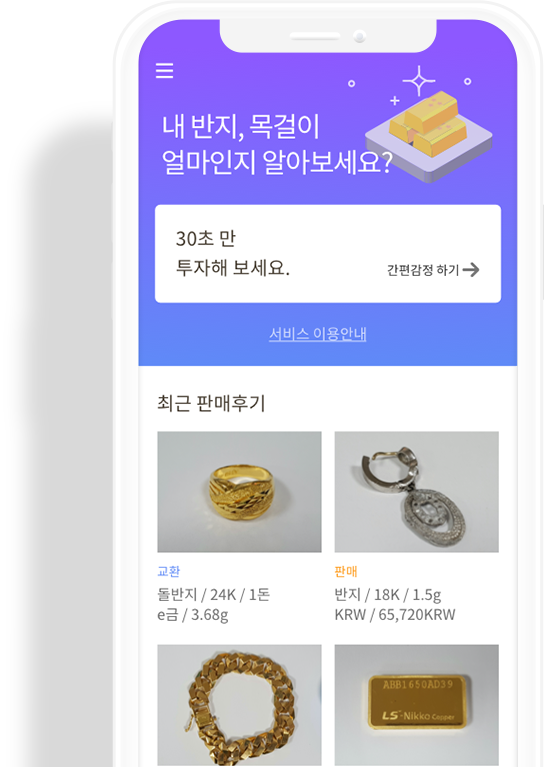 내 반지, 목걸이
얼마인지 알아보세요?
30초 만
투자해 보세요.
간편감정 하기
서비스 이용안내
최근 판매후기
교환
돌반지 / 24K / 1돈
e금 / 3.68g
판매
반지 / 18K / 1.5g
KRW / 65,720KRW
ABB1650AD39
LS-Nikko Copper